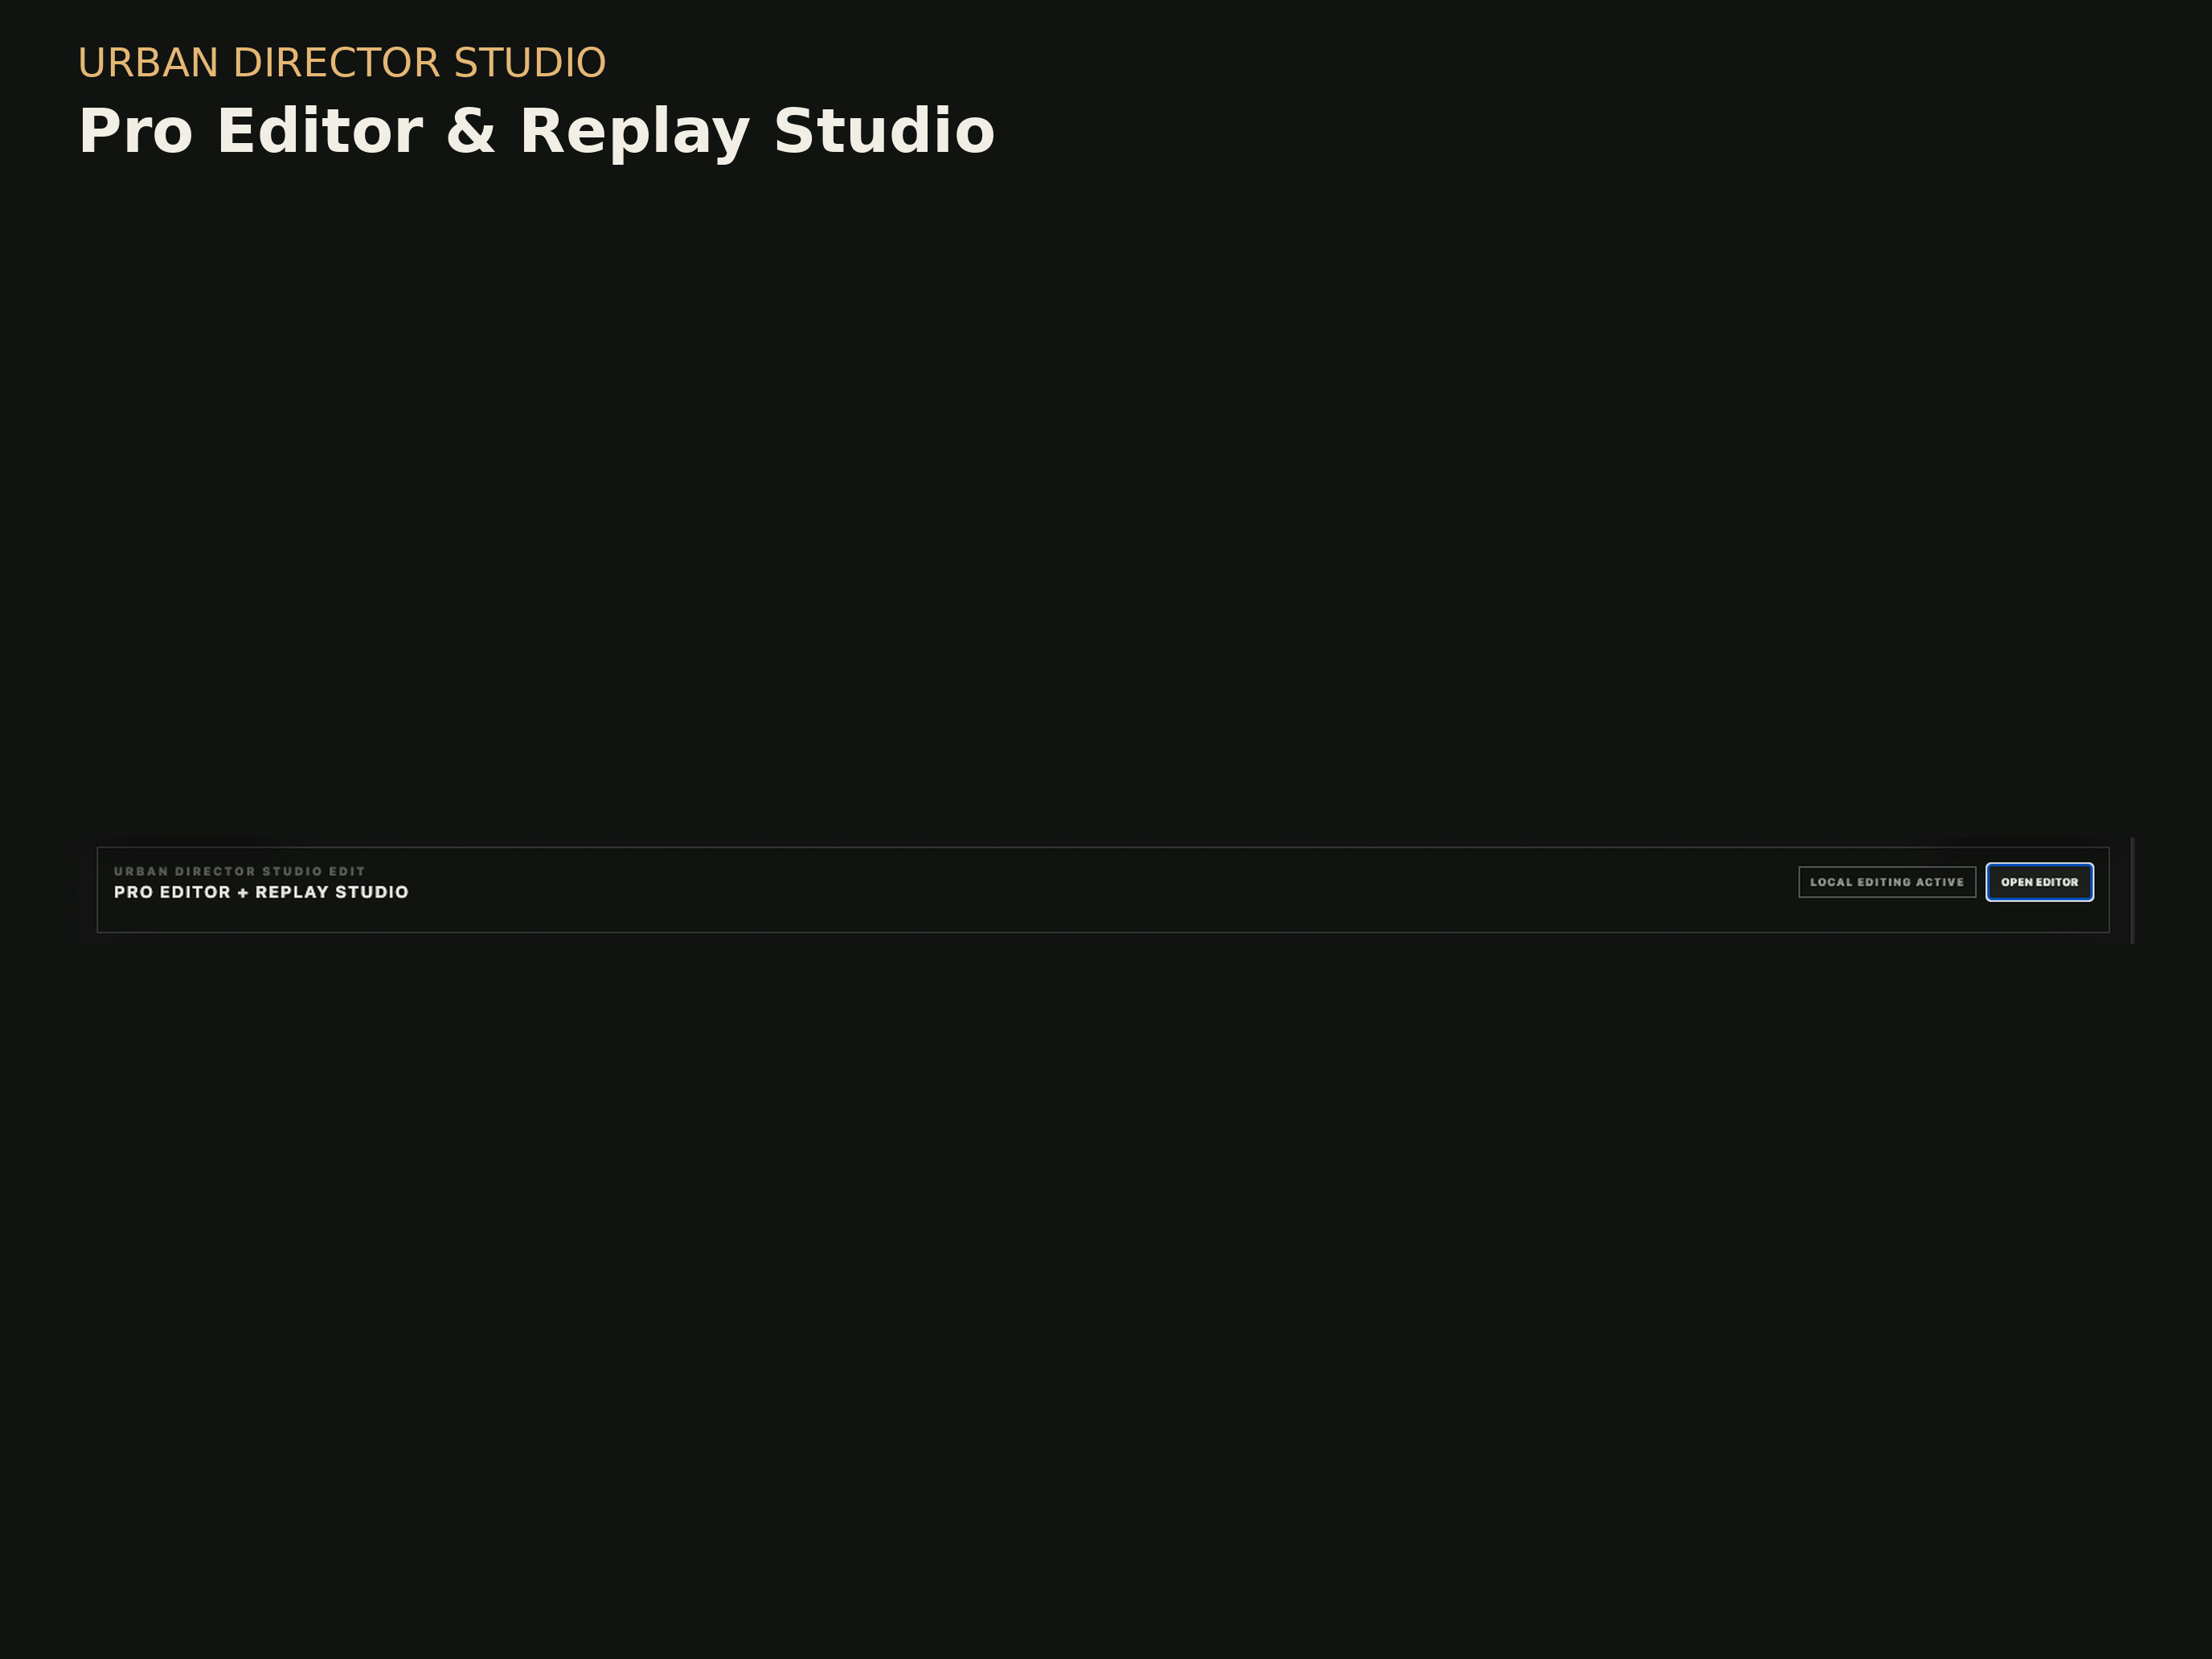 URBAN DIRECTOR STUDIO
Pro Editor & Replay Studio
URBAN DIRECTOR STUDIO EDIT
PRO EDITOR + REPLAY STUDIO
LOCAL EDITING ACTIVE
OPEN EDITOR